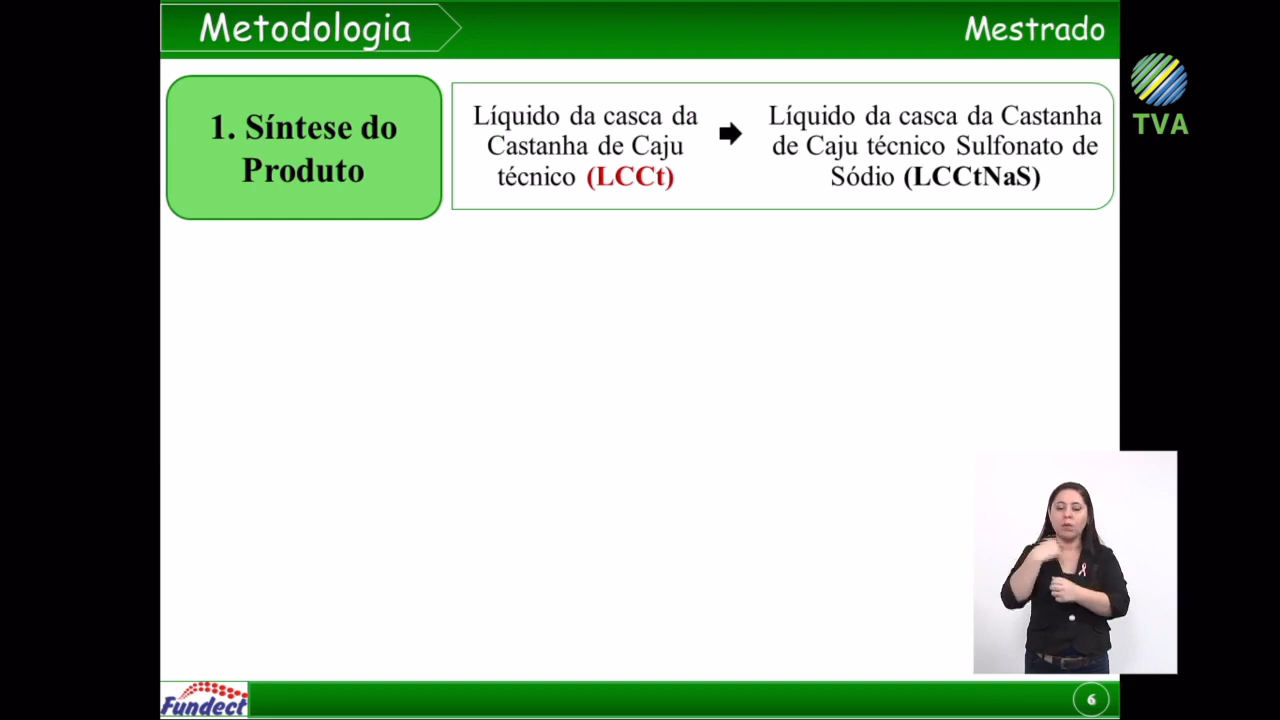 Metodologia
Mestrado
TVA
1. Síntese do
Produto
Líquido da casca da
Castanha de Caju
técnico (LCCt)
Líquido da casca da Castanha
de Caju técnico Sulfonato de
Sódio (LCCtNaS)
Fundect
6